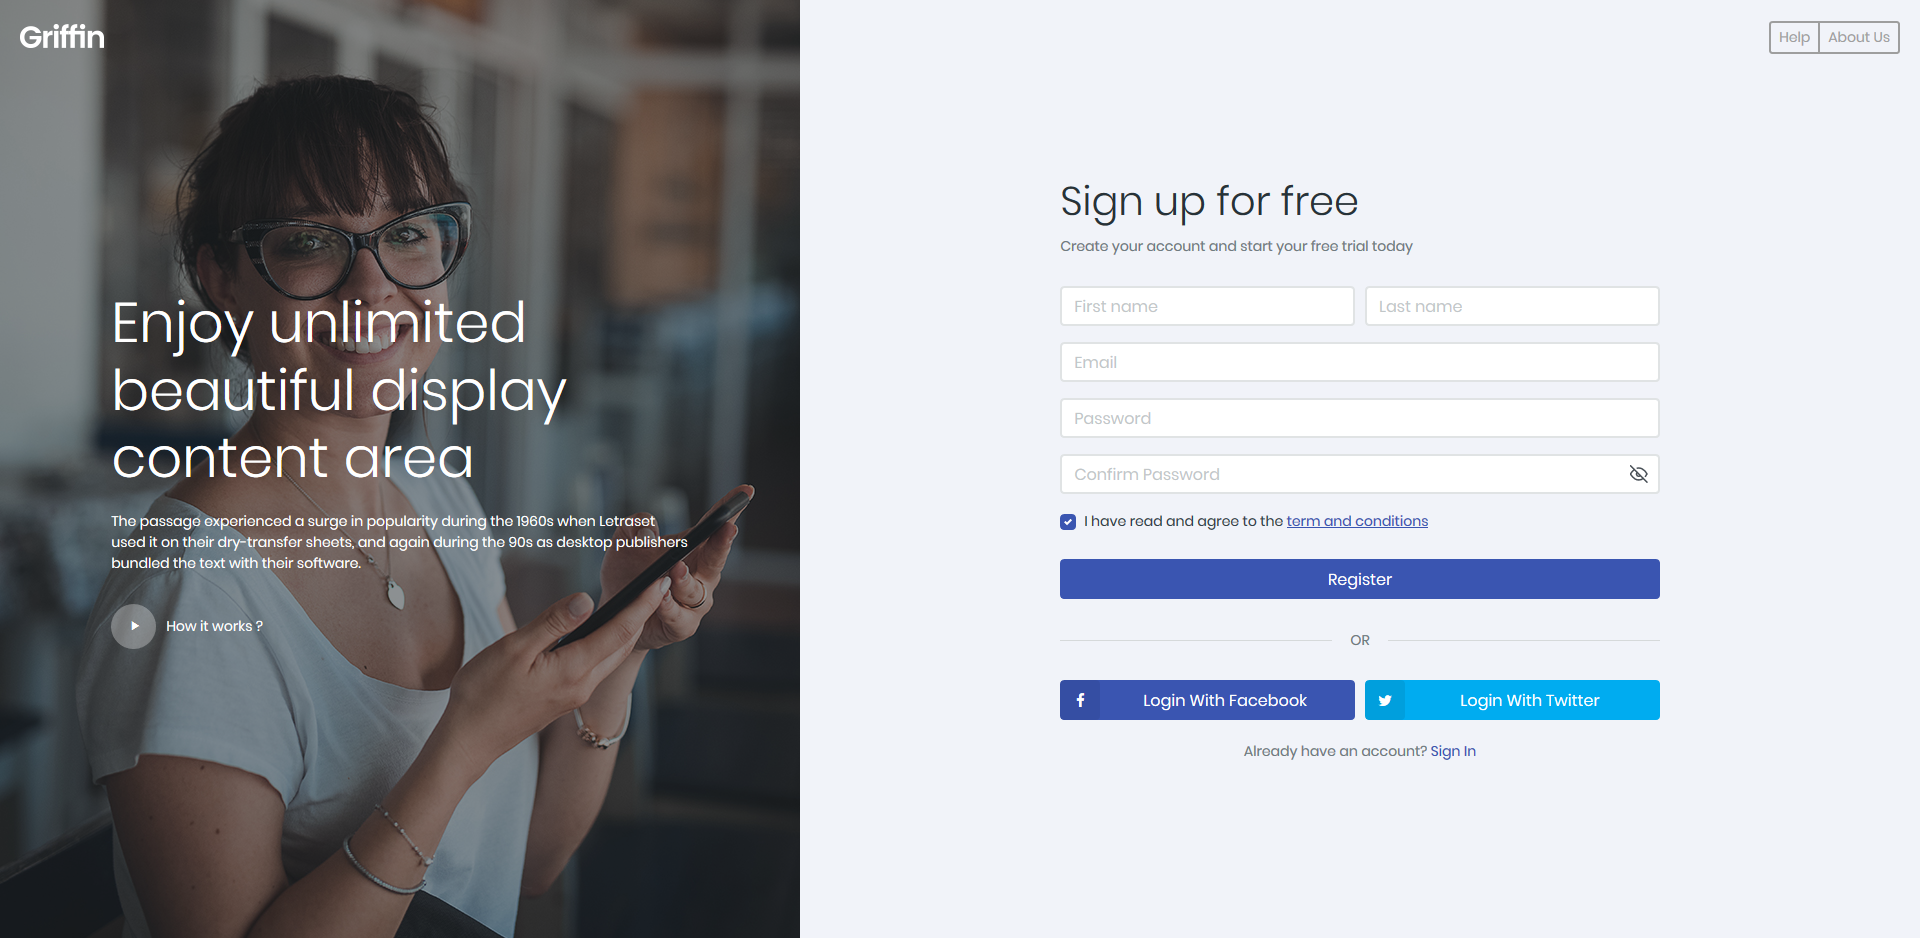 Griffin
Help
About Us
Enjoy unlimited
beautiful display
content area
The passage experienced a surge in popularity during the 1960s when Letraset
used it on their dry-transfer sheets, and again during the 90s as desktop publishers
bundled the text with their software.
How it works ?
Sign up for free
Create your account and start your free trial today
First name
Last name
Email
Password
Confirm Password
I have read and agree to the term and conditions
Register
OR
Login With Facebook
Login With Twitter
Already have an account? Sign In